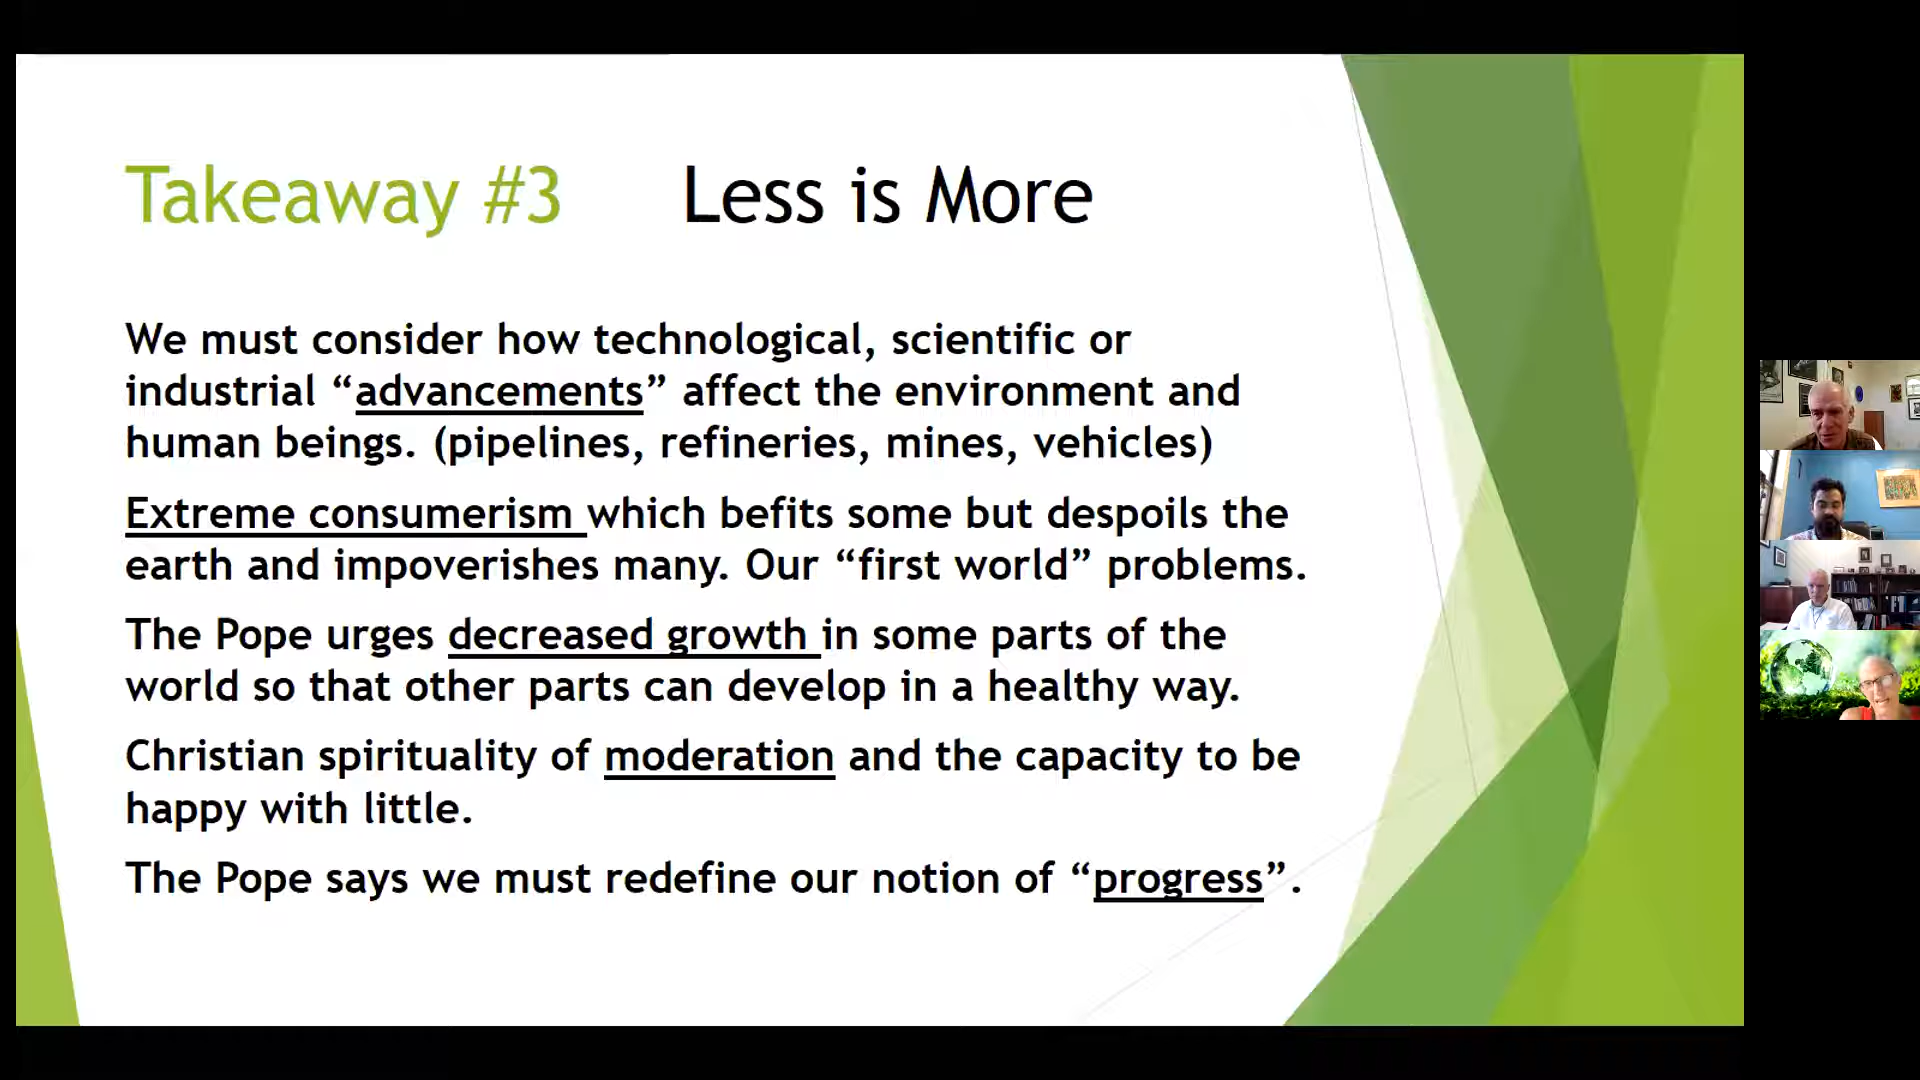 Takeaway #3 Less is More
We must consider how technological, scientific or
industrial “advancements” affect the environment and
human beings. (pipelines, refineries, mines, vehicles)
Extreme consumerism which befits some but despoils the
earth and impoverishes many. Our “first world” problems.
The Pope urges decreased growth in some parts of the
world so that other parts can develop in a healthy way.
Christian spirituality of moderation and the capacity to be
happy with little.
The Pope says we must redefine our notion of “progress”.